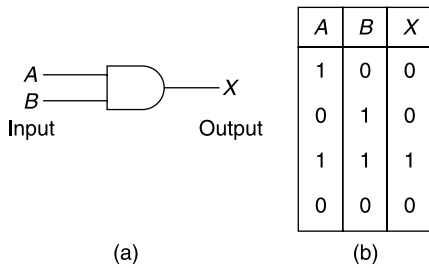 A
B
Input
X
Output
(a)
A B X
1 0 0
0 1 0
1 1 1
0 0 0
(b)